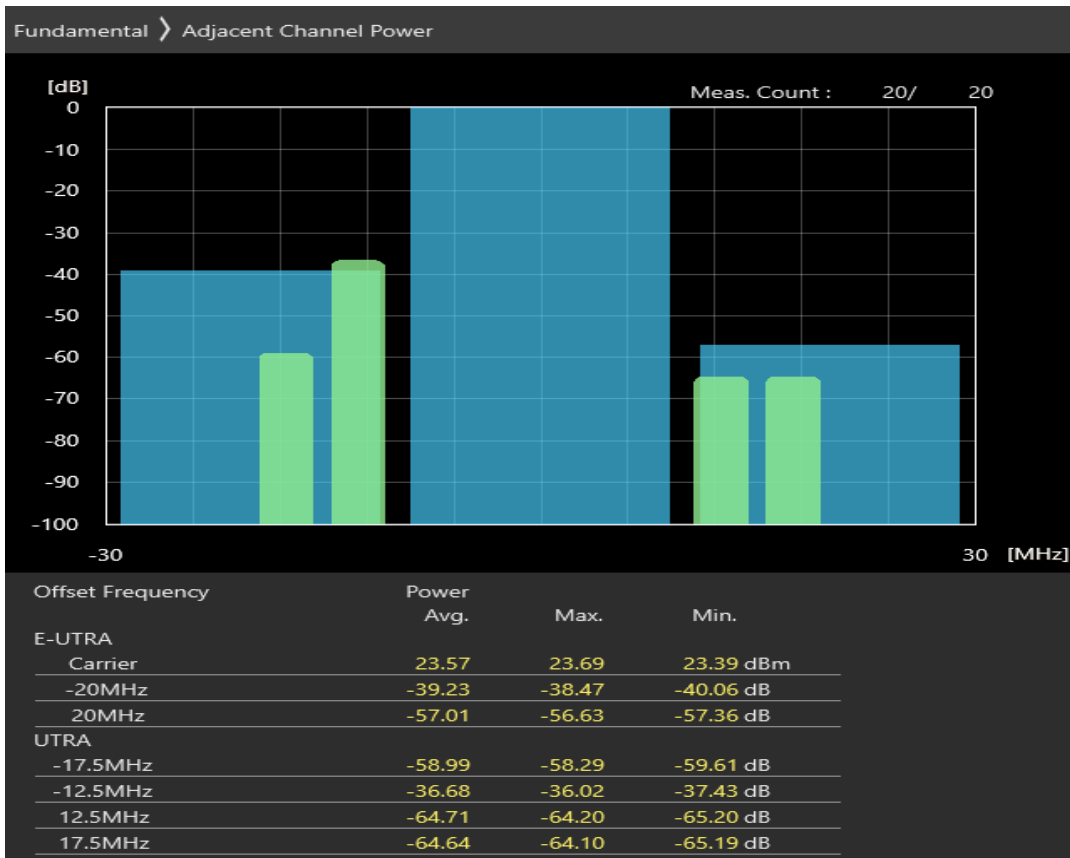 Fundamental 〉 Adjacent Channel Power
[dB]
Meas. Count : 20/ 20
0
-10
-20
-30
-40
-50
-60
-70
-80
-90
-100
-30 30 [MHz]
Offset Frequency Power
Avg. Max. Min.
E-UTRA
Carrier 23.57 23.69 23.39 dBm
-20MHz -39.23 -38.47 -40.06 dB
20MHz -57.01 -56.63 -57.36 dB
UTRA
-17.5MHz -58.99 -58.29 -59.61 dB
-12.5MHz -36.68 -36.02 -37.43 dB
12.5MHz -64.71 -64.20 -65.20 dB
17.5MHz -64.64 -64.10 -65.19 dB